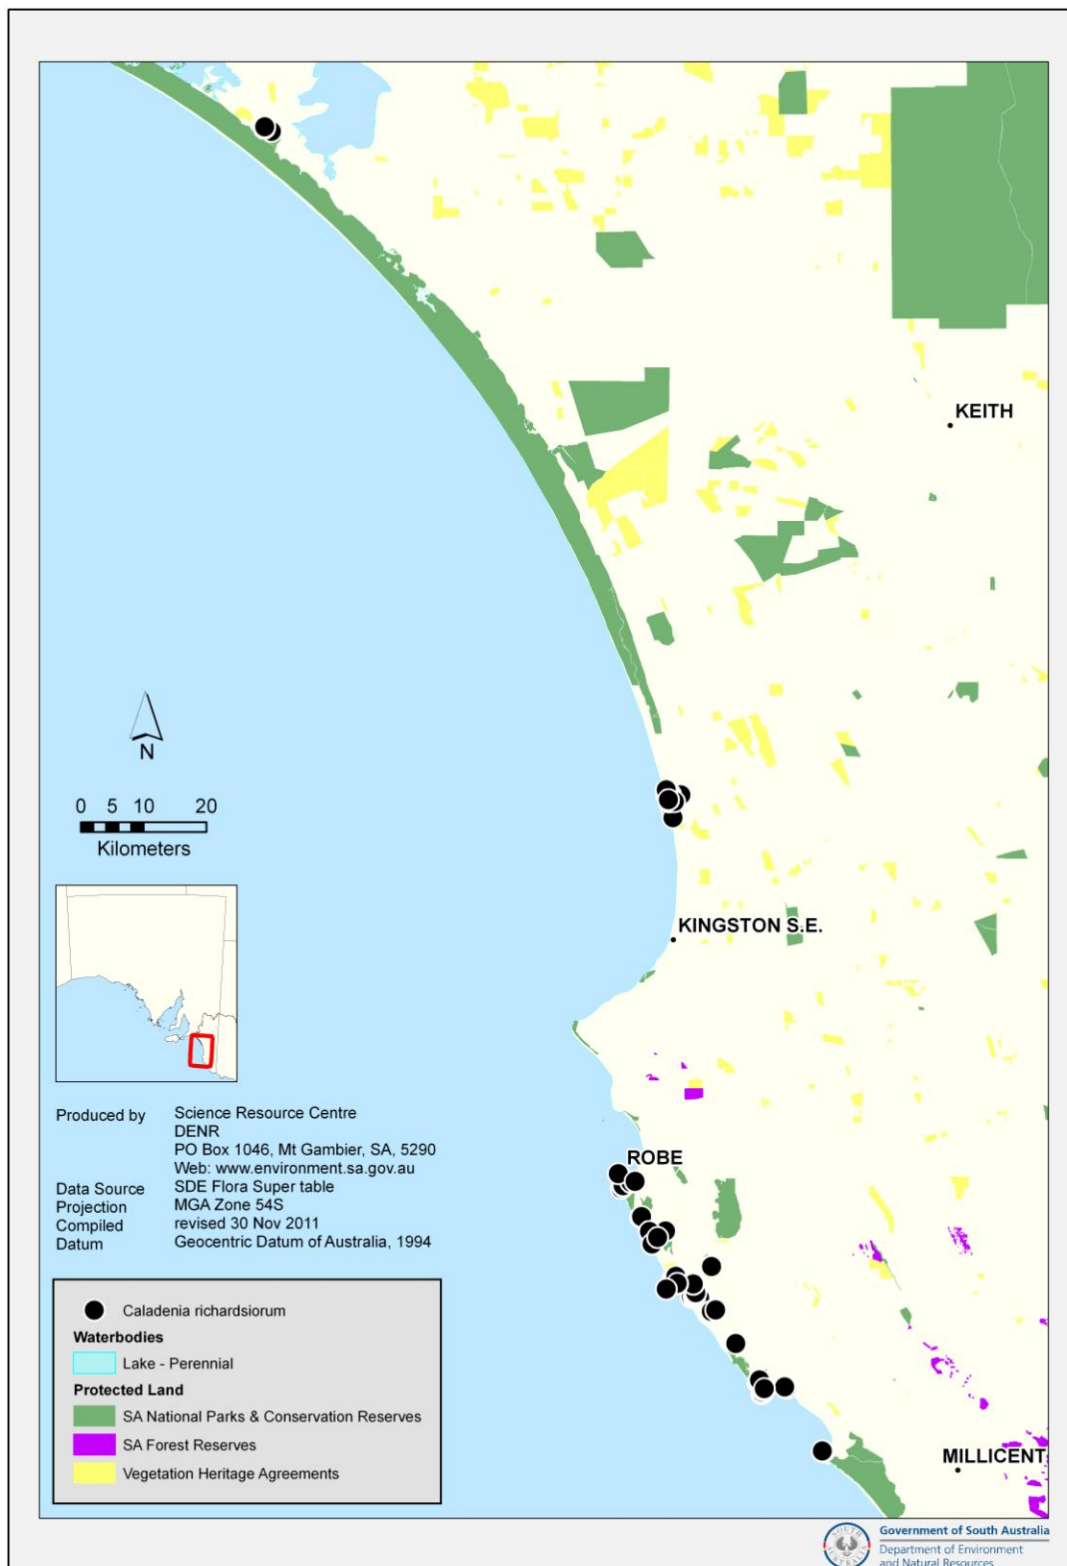 KEITH
N
0 5 10 20
Kilometers
KINGSTON S.E.
Produced by Science Resource Centre
DENR
PO Box 1046, Mt Gambier, SA, 5290
Web: www.environment.sa.gov.au
Data Source SDE Flora Super table
Projection MGA Zone 54S
Compiled revised 30 Nov 2011
Datum Geocentric Datum of Australia, 1994
ROBE
Caladenia richardsiorum
Waterbodies
Lake - Perennial
Protected Land
SA National Parks & Conservation Reserves
SA Forest Reserves
Vegetation Heritage Agreements
MILLICENT
Government of South Australia
Department of Environment
and Natural Resources